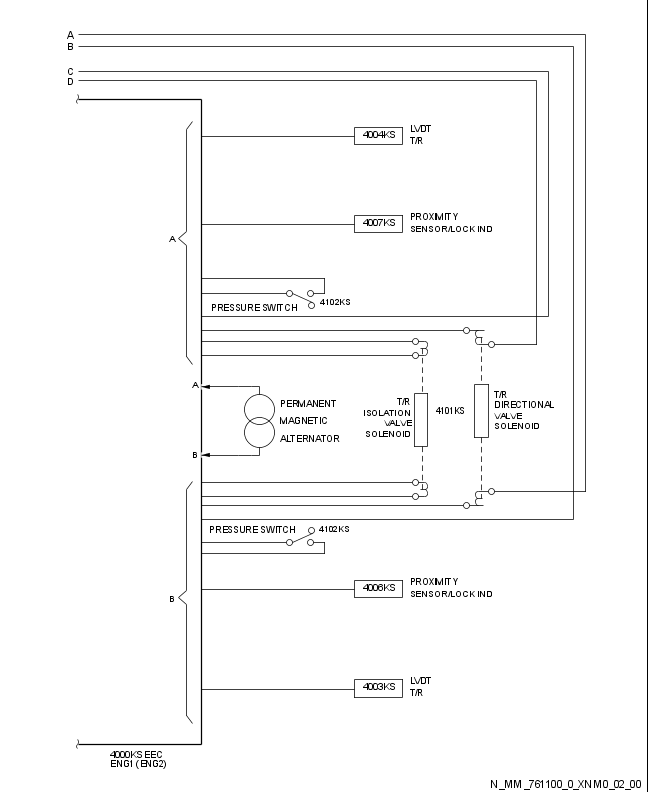 A
B
C
D
4004KS
LVDT
T/R
4007KS
PROXIMITY
SENSOR/LOCK IND
A
PRESSURE SWITCH
4102KS
A
PERMANENT
MAGNETIC
ALTERNATOR
B
T/R
ISOLATION
VALVE
SOLENOID
4101KS
T/R
DIRECTIONAL
VALVE
SOLENOID
PRESSURE SWITCH
4102KS
4006KS
PROXIMITY
SENSOR/LOCK IND
B
4003KS
LVDT
T/R
4000KS EEC
ENG1 (ENG2)
N_MM_761100_0_XNM0_02_00